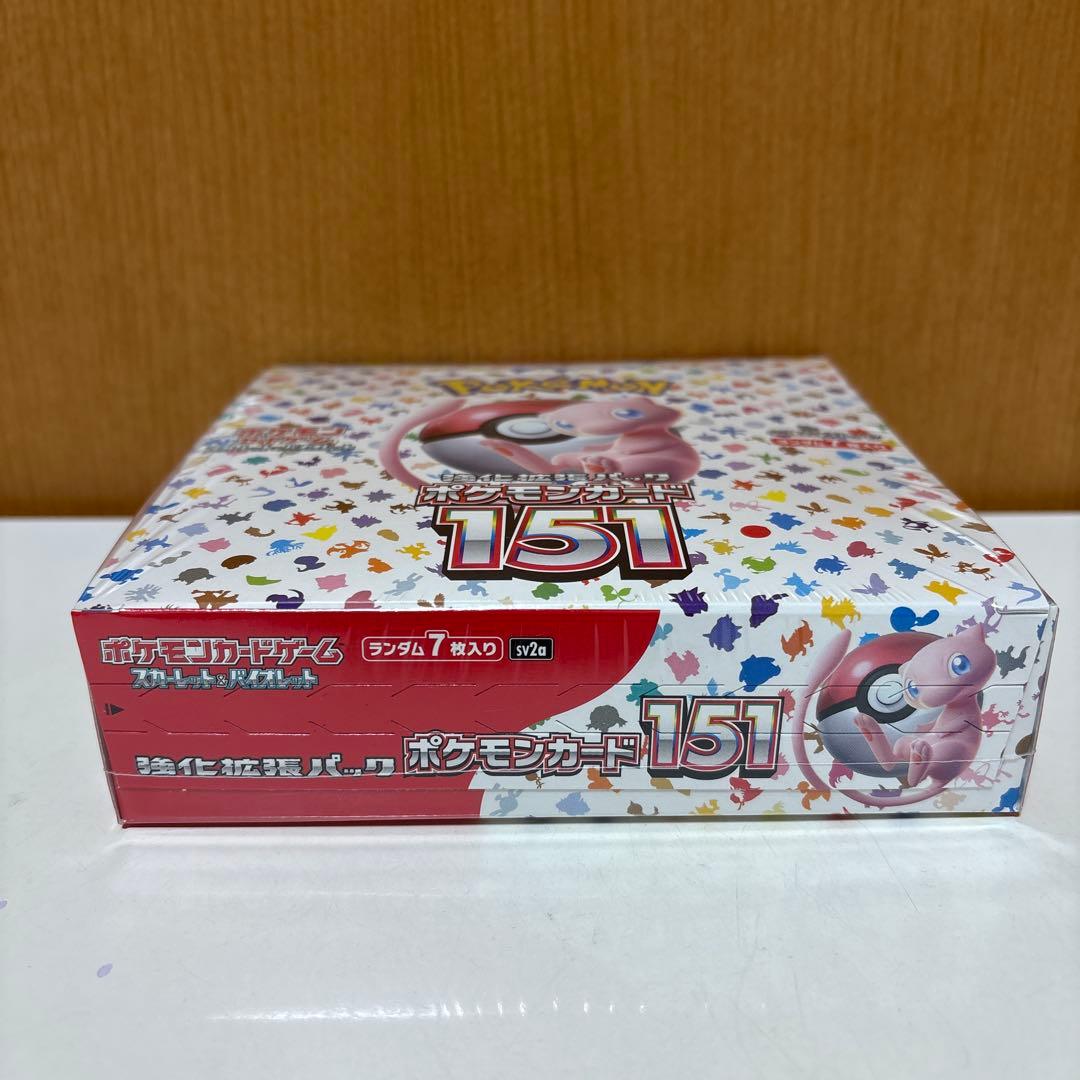 POKÉMON
強化拡張パック
ポケモンカード
151
ポケモンカードゲーム
スカーレット&バイオレット
ランダム7枚入り
sv2a
強化拡張パック
ポケモンカード151